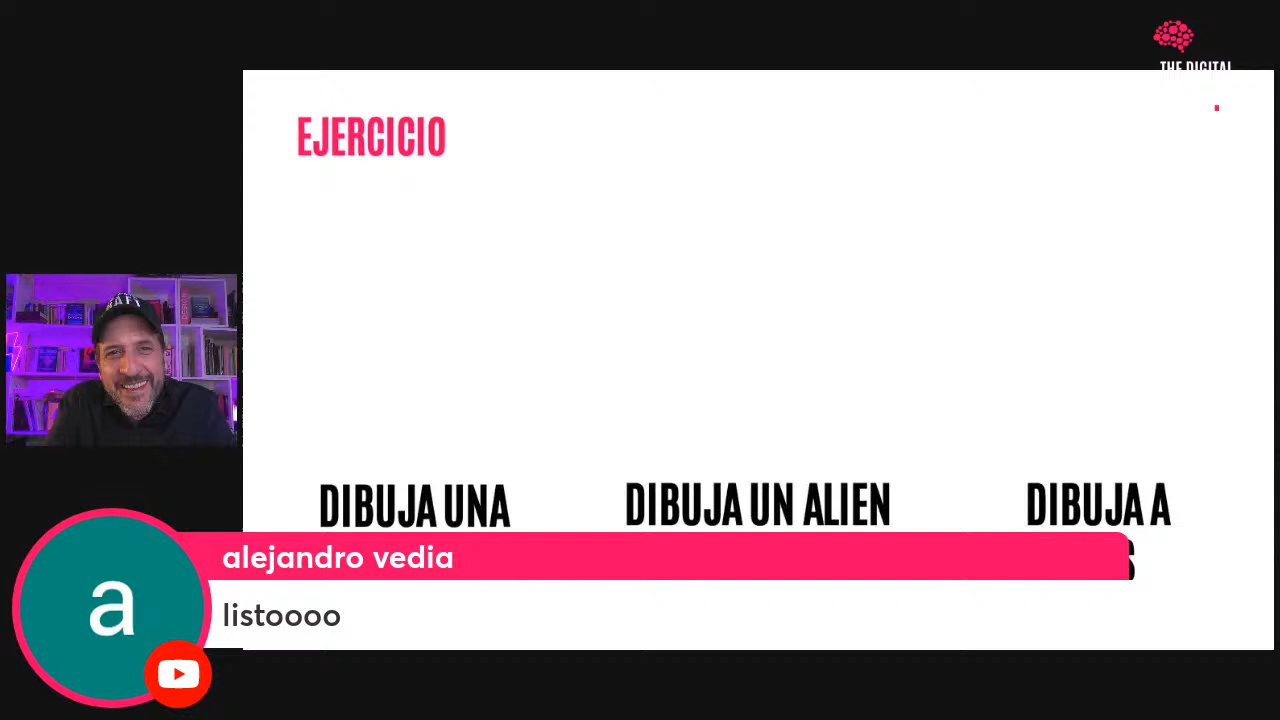 THE DIGITAL
EJERCICIO
DIBUJA UNA
DIBUJA UN ALIEN
DIBUJA A
alejandro vedia
a
listoooo